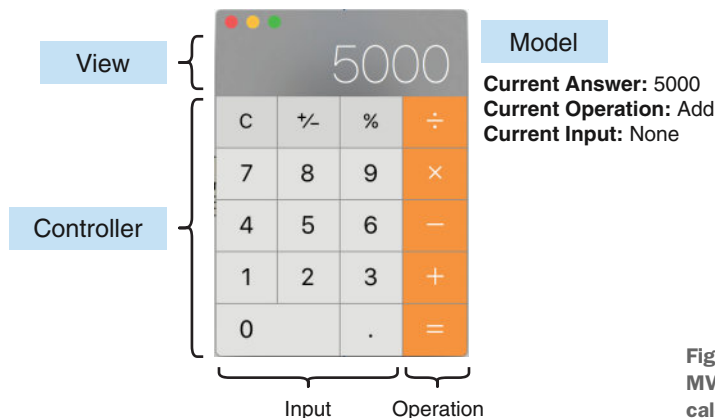 View
5000
Model
Current Answer: 5000
Current Operation: Add
Current Input: None
C +/- % ÷
7 8 9 ×
Controller
4 5 6 −
1 2 3 +
0 . =
Input Operation
Fig
MV
cal